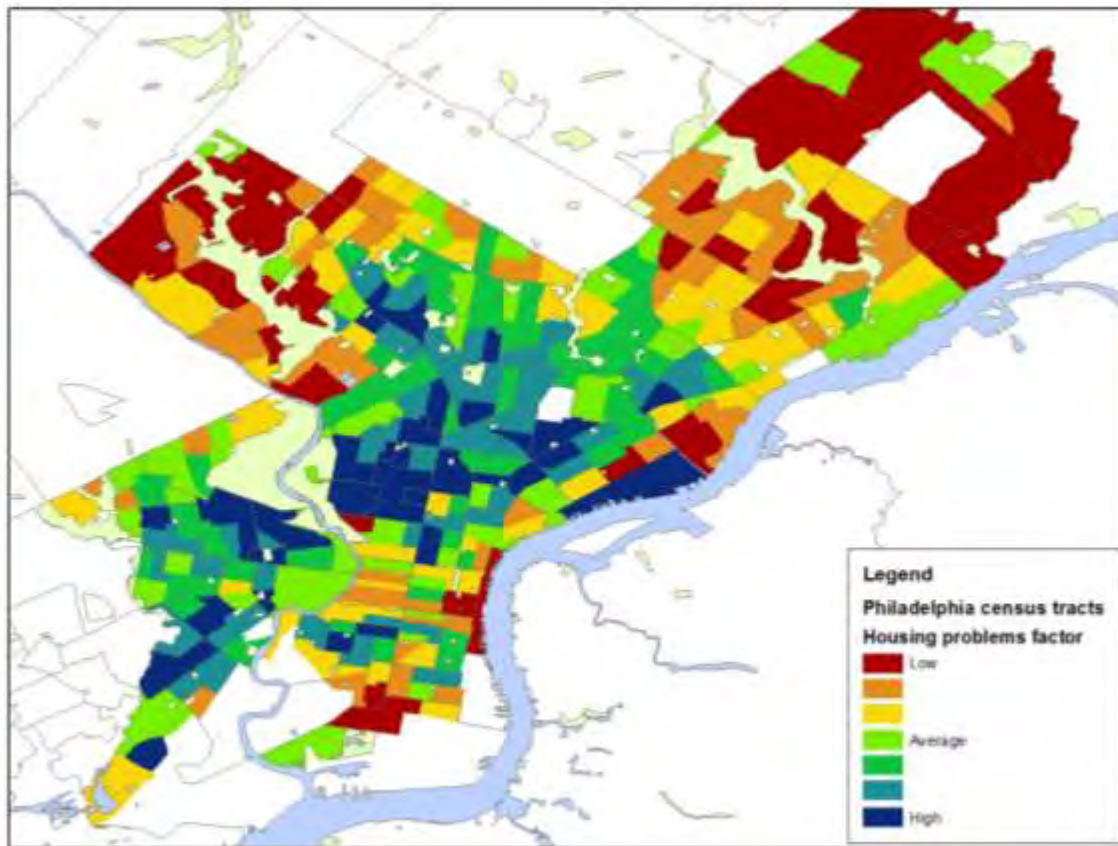 Legend
Philadelphia census tracts
Housing problems factor
Low
Average
High